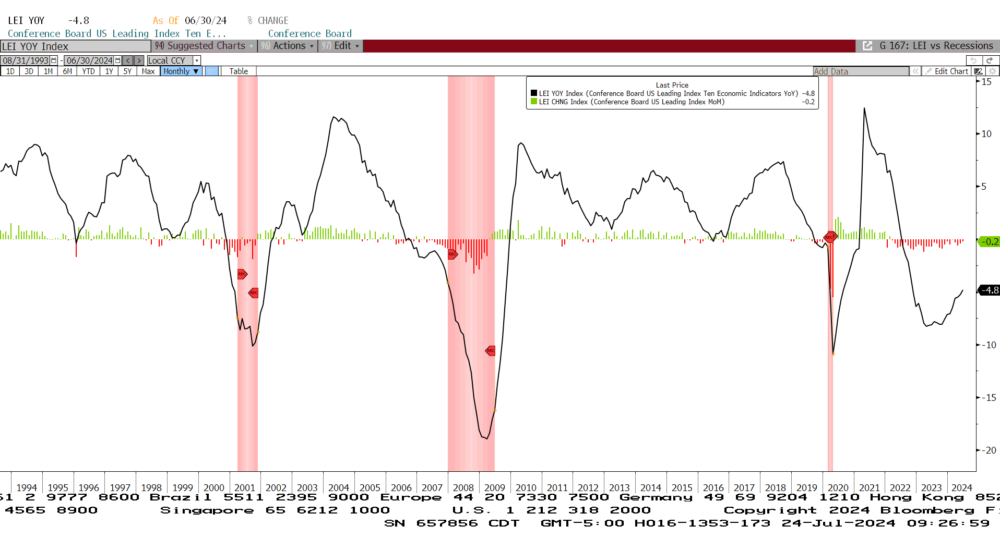 LEI YOY -4.8 As Of 06/30/24 % CHANGE
Conference Board US Leading Index Ten E... Conference Board
LEI YOY Index 94) Suggested Charts 96) Actions 97) Edit G 167: LEI vs Recessions
08/31/1993 - 06/30/2024 < > Local CCY
1D 3D 1M 6M YTD 1Y 5Y Max Monthly ▼ Table Add Data Edit Chart
Last Price
LEI YOY Index (Conference Board US Leading Index Ten Economic Indicators YoY) -4.8
LEI CHNG Index (Conference Board US Leading Index MoM) -0.2
15
10
5
-0.2
-4.8
-10
-15
-20
REC
REC
REC
REC
REC
1994 1995 1996 1997 1998 1999 2000 2001 2002 2003 2004 2005 2006 2007 2008 2009 2010 2011 2012 2013 2014 2015 2016 2017 2018 2019 2020 2021 2022 2023 2024
61 2 9777 8600 Brazil 5511 2395 9000 Europe 44 20 7330 7500 Germany 49 69 9204 1210 Hong Kong 852
4565 8900 Singapore 65 6212 1000 U.S. 1 212 318 2000 Copyright 2024 Bloomberg Fi
SN 657856 CDT GMT-5:00 H016-1353-173 24-Jul-2024 09:26:59